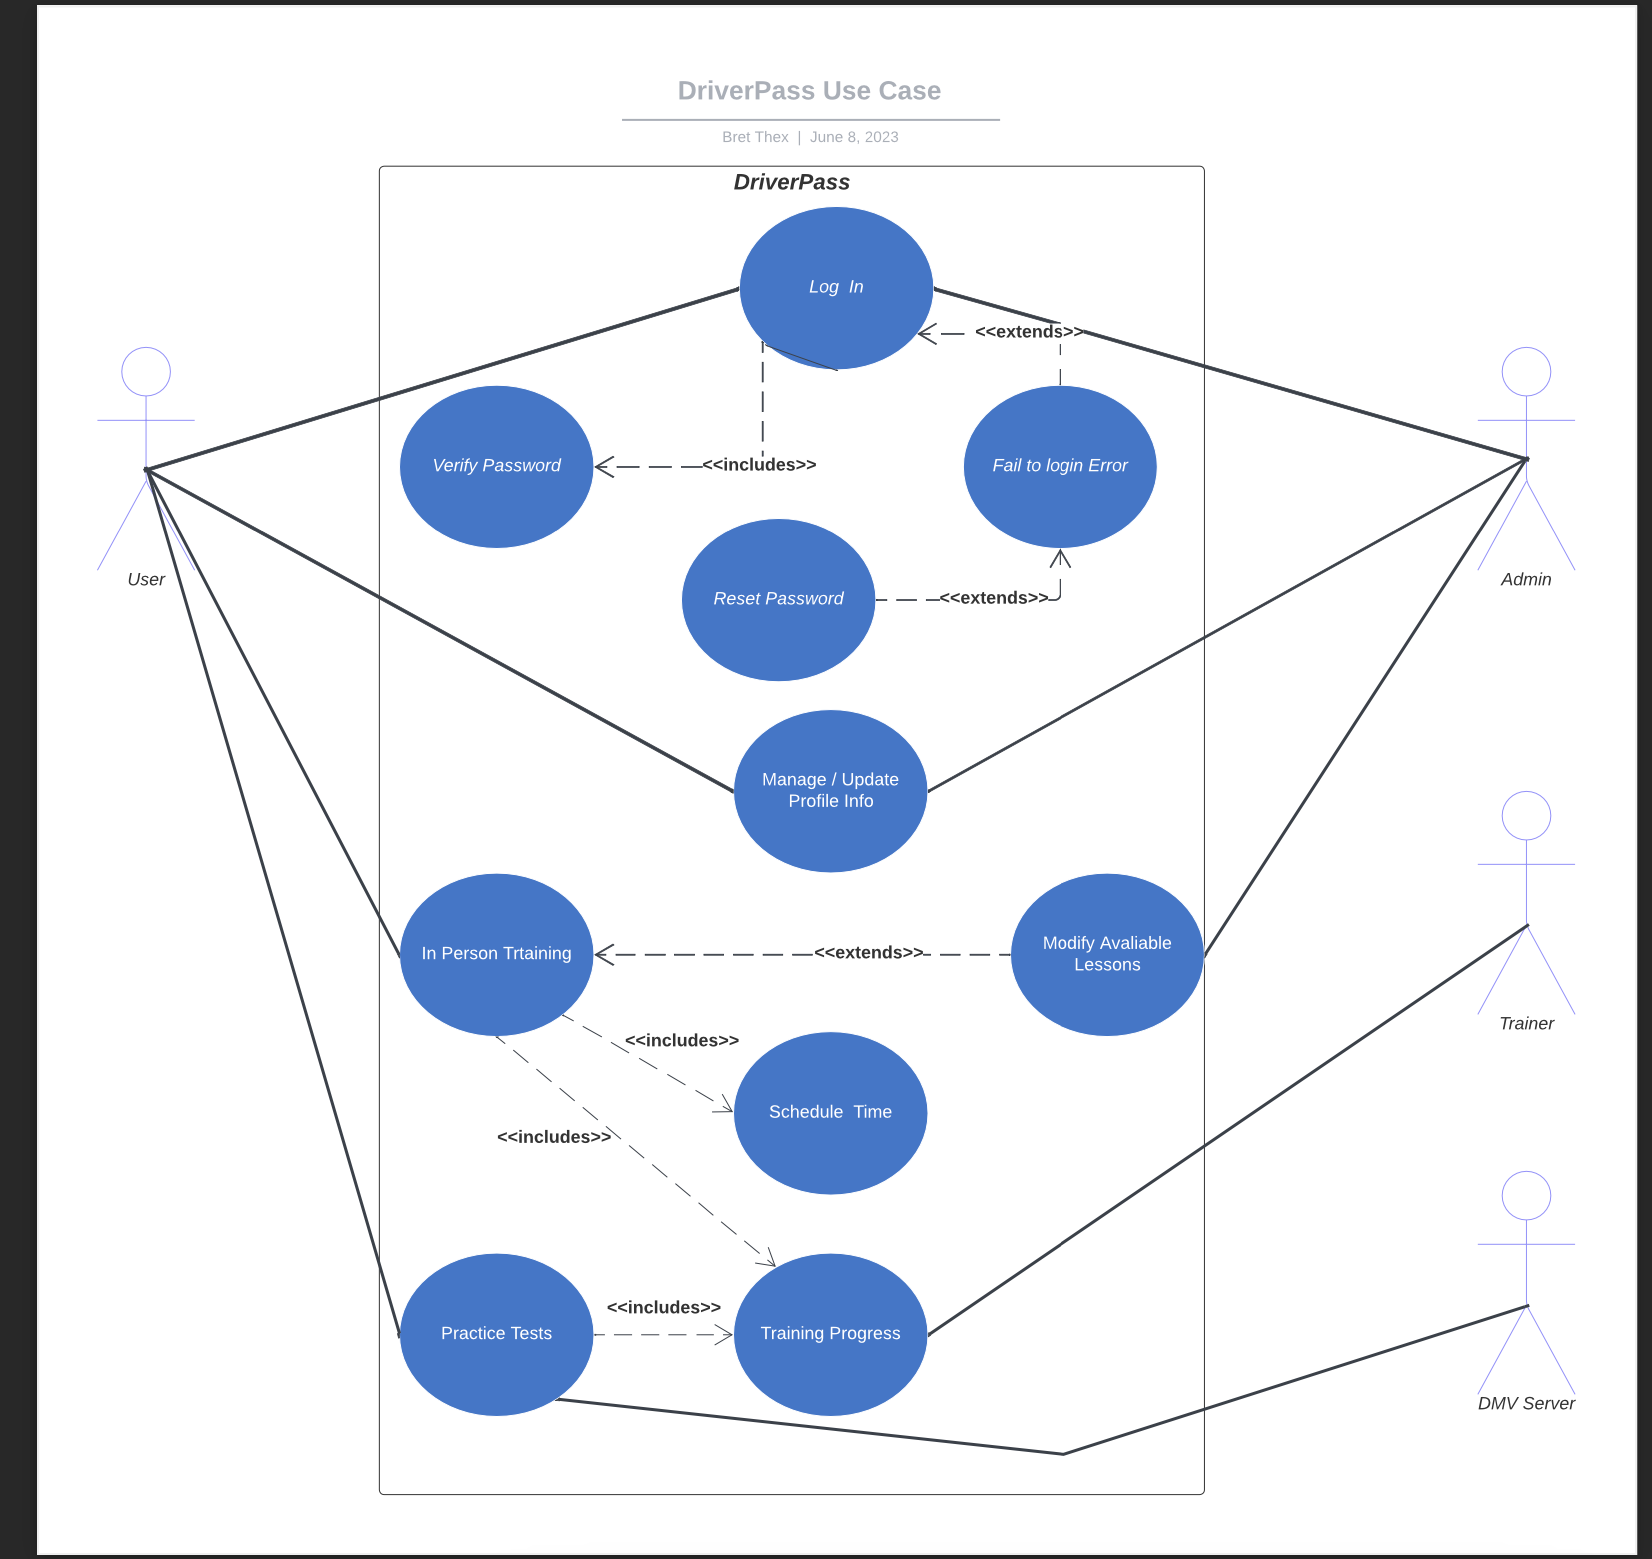 DriverPass Use Case
Bret Thex | June 8, 2023
DriverPass
Log In
<<extends>>
Verify Password
<<includes>>
Fail to login Error
User
Admin
Reset Password
<<extends>>
Manage / Update
Profile Info
In Person Trtaining
<<extends>>
Modify Avaliable
Lessons
Trainer
<<includes>>
Schedule Time
<<includes>>
<<includes>>
Practice Tests
Training Progress
DMV Server